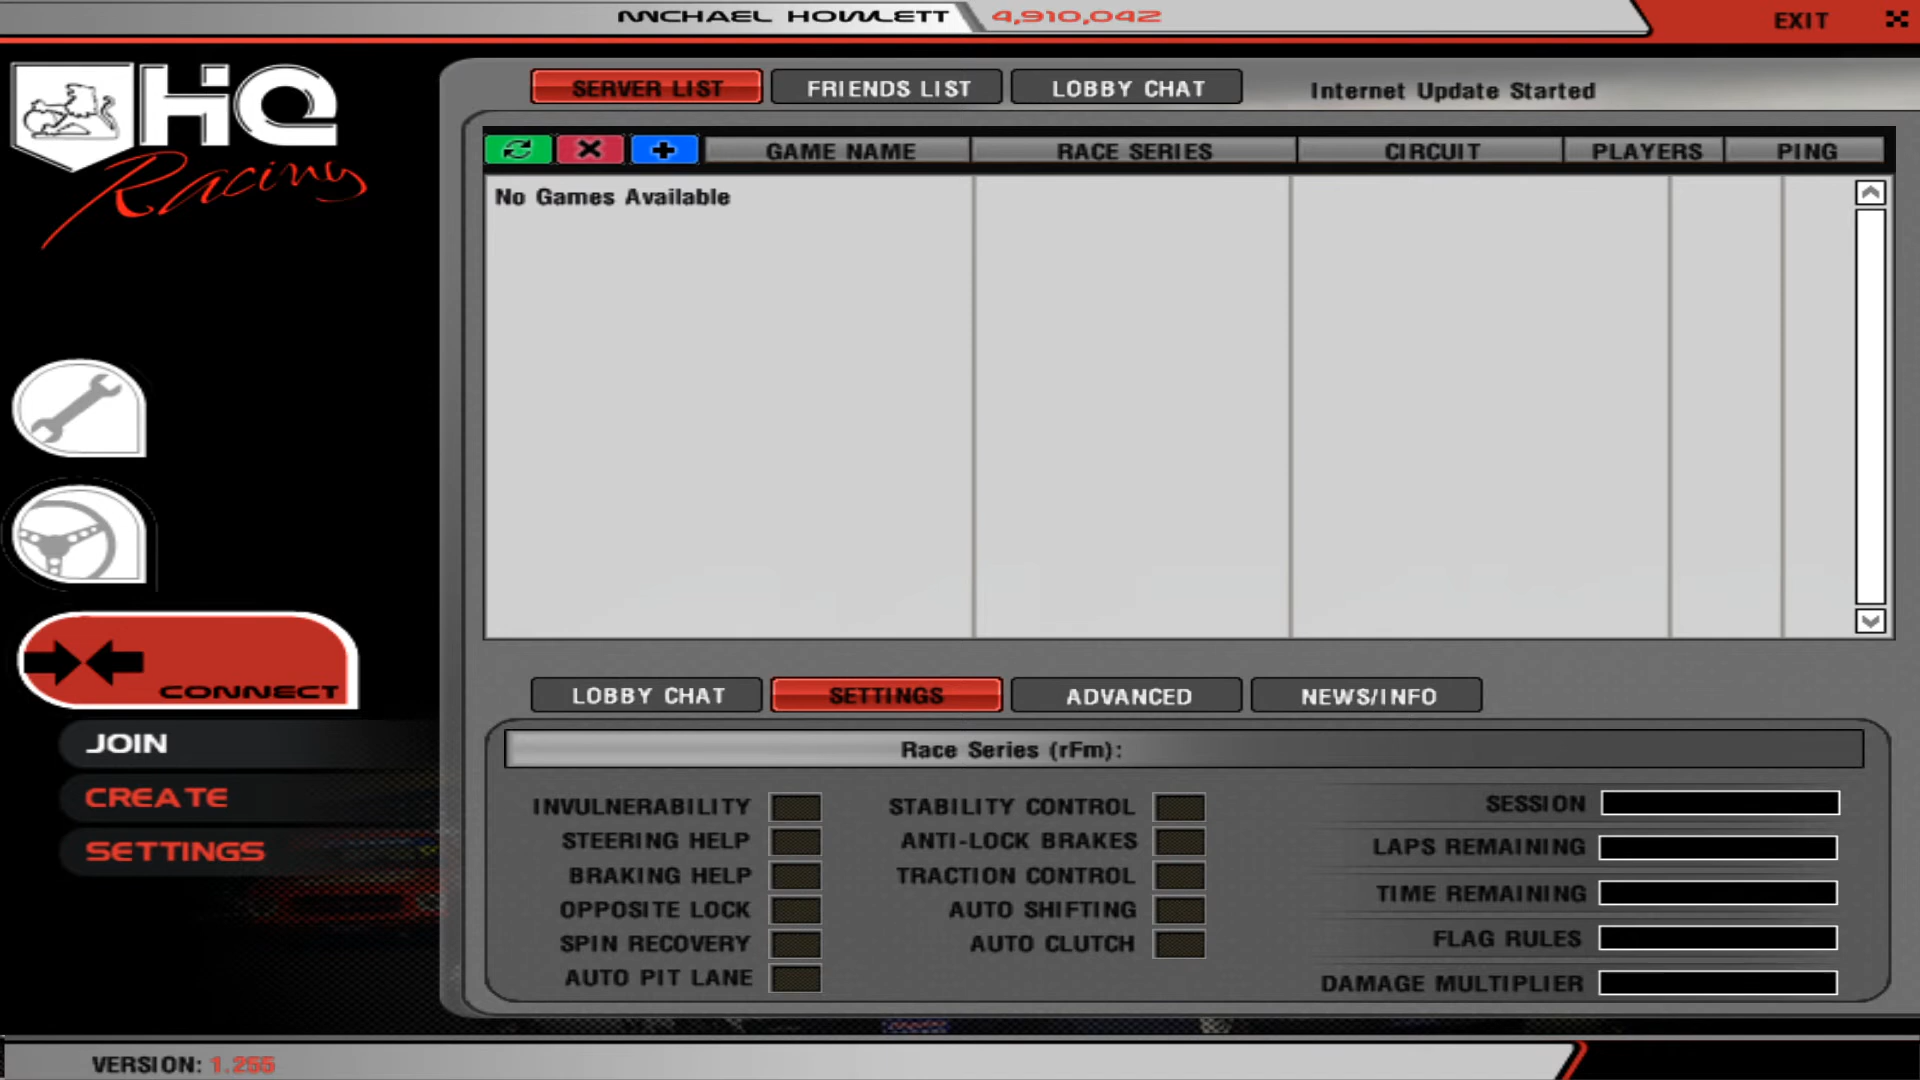 MICHAEL HOWLETT 4,910,042 EXIT
HQ
Racing
SERVER LIST FRIENDS LIST LOBBY CHAT Internet Update Started
GAME NAME RACE SERIES CIRCUIT PLAYERS PING
No Games Available
CONNECT
JOIN
CREATE
SETTINGS
LOBBY CHAT SETTINGS ADVANCED NEWS/INFO
Race Series (rFm):
INVULNERABILITY STABILITY CONTROL SESSION
STEERING HELP ANTI-LOCK BRAKES LAPS REMAINING
BRAKING HELP TRACTION CONTROL TIME REMAINING
OPPOSITE LOCK AUTO SHIFTING FLAG RULES
SPIN RECOVERY AUTO CLUTCH DAMAGE MULTIPLIER
AUTO PIT LANE
VERSION: 1.255